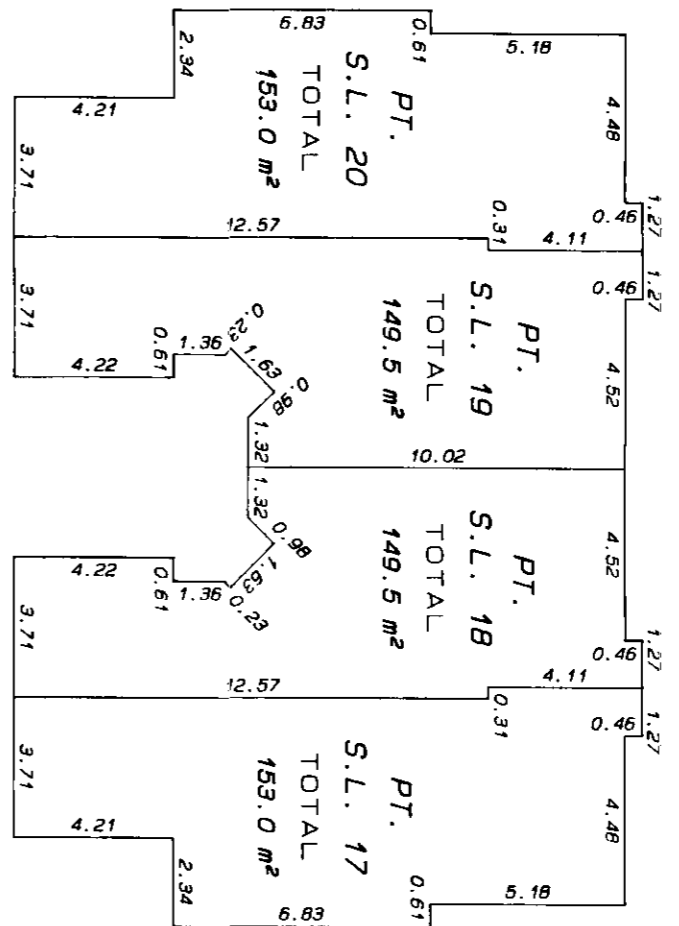 6.83
0.61
5.18
2.34
4.48
1.27
0.46
4.21
3.71
PT.
S.L. 20
TOTAL
153.0 m²
12.57
0.31
4.11
1.27
0.46
3.71
4.22
0.61
1.36
0.23
1.63
0.98
1.32
4.52
PT.
S.L. 19
TOTAL
149.5 m²
10.02
1.32
0.98
1.63
0.23
1.36
0.61
4.22
3.71
4.52
1.27
0.46
PT.
S.L. 18
TOTAL
149.5 m²
12.57
0.31
4.11
1.27
0.46
3.71
4.21
2.34
6.83
0.61
5.18
4.48
PT.
S.L. 17
TOTAL
153.0 m²